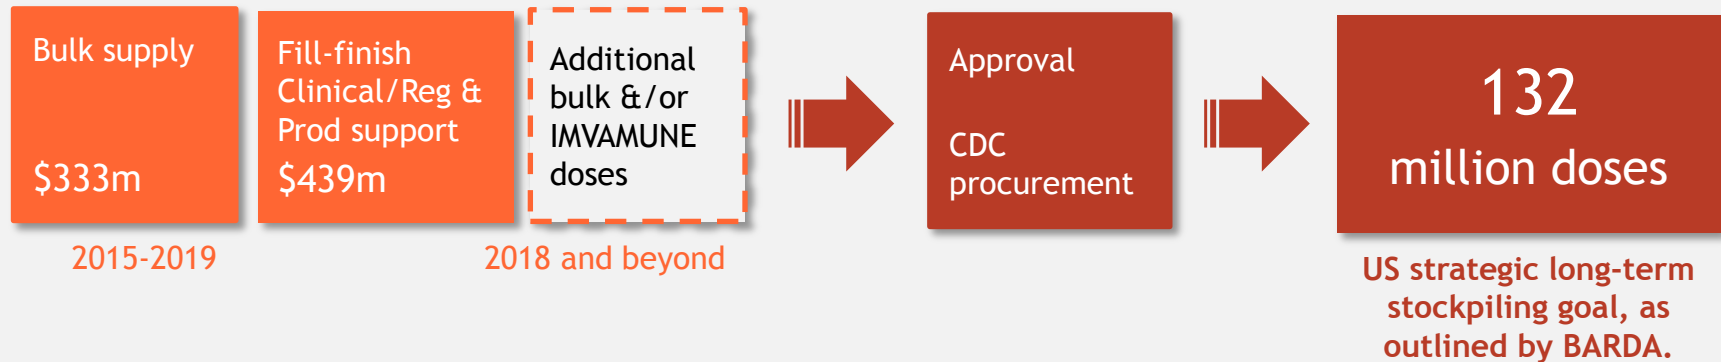 Bulk supply
$333m
Fill-finish
Clinical/Reg &
Prod support
$439m
Additional
bulk &/or
IMVAMUNE
doses
2015-2019
2018 and beyond
Approval
CDC
procurement
132
million doses
US strategic long-term
stockpiling goal, as
outlined by BARDA.